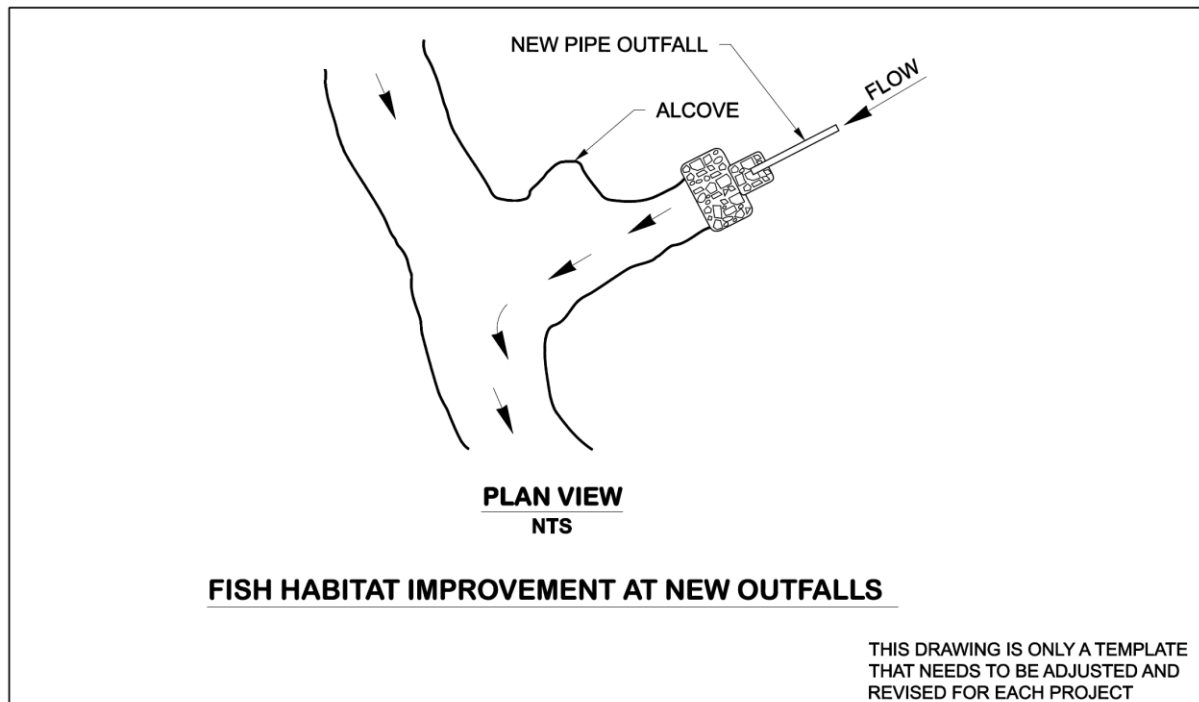 NEW PIPE OUTFALL
FLOW
ALCOVE
PLAN VIEW
NTS
FISH HABITAT IMPROVEMENT AT NEW OUTFALLS
THIS DRAWING IS ONLY A TEMPLATE
THAT NEEDS TO BE ADJUSTED AND
REVISED FOR EACH PROJECT